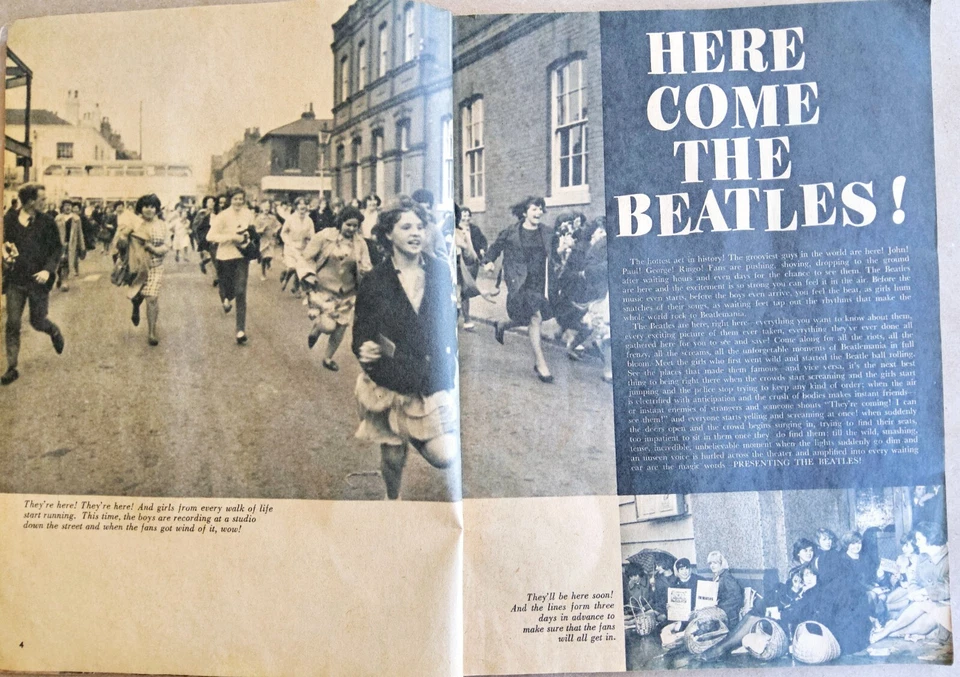 They're here! They're here! And girls from every walk of life
start running. This time, the boys are recording at a studio
down the street and when the fans got wind of it, wow!
4
HERE
COME
THE
BEATLES!
The hottest act in history! The grooviest guys in the world are here! John!
Paul! George! Ringo! Fans are pushing, shoving, dropping to the ground
after waiting hours and even days for the chance to see them. The Beatles
are here and the excitement is so strong you can feel it in the air. Before the
music even starts, before the boys even arrive, you feel the beat, as girls hum
snatches of their songs, as waiting feet tap out the rhythms that make the
whole world rock to Beatlemania.
The Beatles are here, right here—everything you want to know about them,
every exciting picture of them ever taken, everything they've ever done all
gathered here for you to see and save! Come along for all the riots, all the
frenzy, all the screams, all the unforgetable moments of Beatlemania in full
bloom. Meet the girls who first went wild and started the Beatle ball rolling.
See the places that made them famous—and vice versa, it's the next best
thing to being right there when the crowds start screaming and the girls start
jumping and the police stop trying to keep any kind of order; when the air
is electrified with anticipation and the crush of bodies makes instant friends—
or instant enemies of strangers and someone shouts "They're coming! I can
see them!" and everyone starts yelling and screaming at once! when suddenly
the doors open and the crowd begins surging in, trying to find their seats,
too impatient to sit in them once they do find them; till the wild, smashing,
tense, incredible, unbelievable moment when the lights suddenly go dim and
an unseen voice is hurled across the theater and amplified into every waiting
ear are the magic words—PRESENTING THE BEATLES!
They'll be here soon!
And the lines form three
days in advance to
make sure that the fans
will all get in.